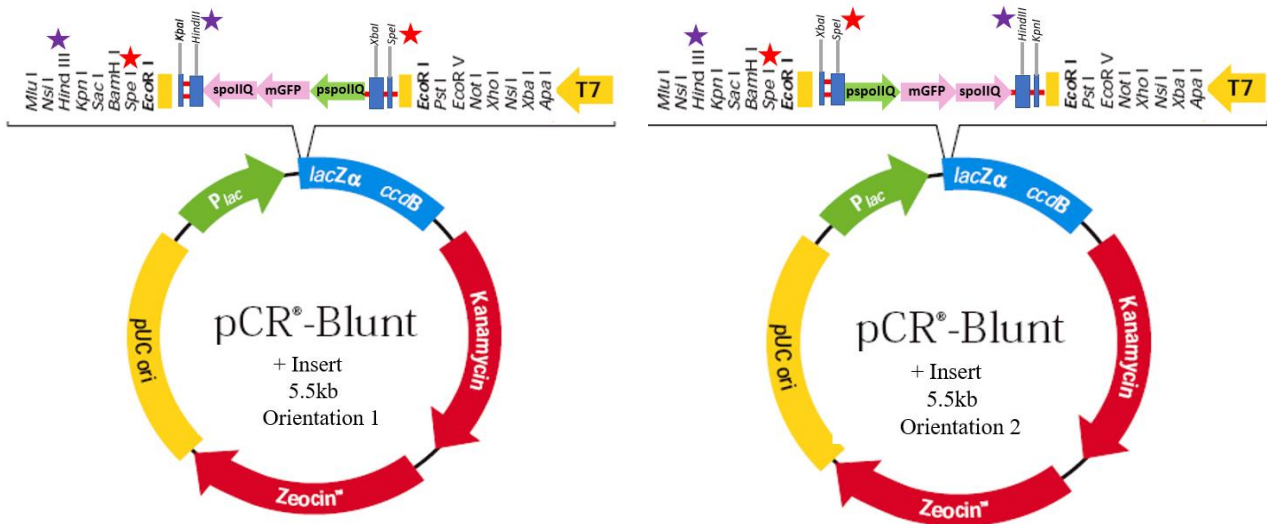 Mlu I
Nsi I
Hind III
Kpn I
Sac I
BamH I
Spe I
EcoR I
KpaI
HindIII
spoIIQ
mGFP
pspoIIQ
XbaI
SpeI
EcoR I
Pst I
EcoR V
Not I
Xho I
Nsi I
Xba I
Apa I
T7
Plac
lacZα
ccdB
Kanamycin
Zeocin™
pUC ori
pCR®-Blunt
+ Insert
5.5kb
Orientation 1
Mlu I
Nsi I
Hind III
Kpn I
Sac I
BamH I
Spe I
EcoR I
XbaI
SpeI
pspoIIQ
mGFP
spoIIQ
HindIII
KpnI
EcoR I
Pst I
EcoR V
Not I
Xho I
Nsi I
Xba I
Apa I
T7
Plac
lacZα
ccdB
Kanamycin
Zeocin™
pUC ori
pCR®-Blunt
+ Insert
5.5kb
Orientation 2